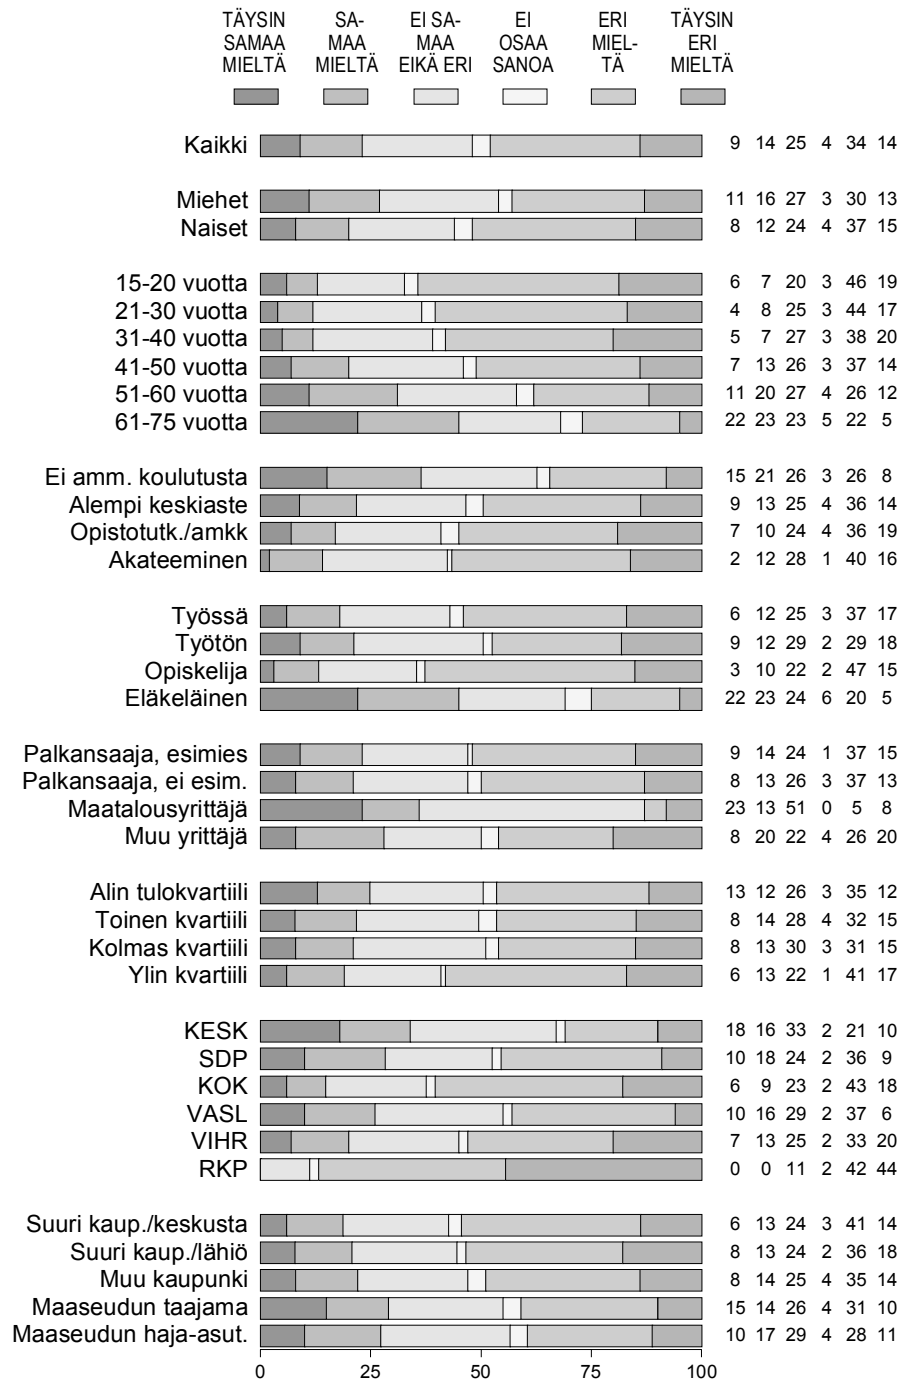 TÄYSIN SA- EI SA- EI ERI TÄYSIN
SAMAA MAA MAA OSAA MIEL- ERI
MIELTÄ MIELTÄ EIKÄ ERI SANOA TÄ MIELTÄ
Kaikki 9 14 25 4 34 14
Miehet 11 16 27 3 30 13
Naiset 8 12 24 4 37 15
15-20 vuotta 6 7 20 3 46 19
21-30 vuotta 4 8 25 3 44 17
31-40 vuotta 5 7 27 3 38 20
41-50 vuotta 7 13 26 3 37 14
51-60 vuotta 11 20 27 4 26 12
61-75 vuotta 22 23 23 5 22 5
Ei amm. koulutusta 15 21 26 3 26 8
Alempi keskiaste 9 13 25 4 36 14
Opistotutk./amkk 7 10 24 4 36 19
Akateeminen 2 12 28 1 40 16
Työssä 6 12 25 3 37 17
Työtön 9 12 29 2 29 18
Opiskelija 3 10 22 2 47 15
Eläkeläinen 22 23 24 6 20 5
Palkansaaja, esimies 9 14 24 1 37 15
Palkansaaja, ei esim. 8 13 26 3 37 13
Maatalousyrittäjä 23 13 51 0 5 8
Muu yrittäjä 8 20 22 4 26 20
Alin tulokvartiili 13 12 26 3 35 12
Toinen kvartiili 8 14 28 4 32 15
Kolmas kvartiili 8 13 30 3 31 15
Ylin kvartiili 6 13 22 1 41 17
KESK 18 16 33 2 21 10
SDP 10 18 24 2 36 9
KOK 6 9 23 2 43 18
VASL 10 16 29 2 37 6
VIHR 7 13 25 2 33 20
RKP 0 0 11 2 42 44
Suuri kaup./keskusta 6 13 24 3 41 14
Suuri kaup./lähiö 8 13 24 2 36 18
Muu kaupunki 8 14 25 4 35 14
Maaseudun taajama 15 14 26 4 31 10
Maaseudun haja-asut. 10 17 29 4 28 11
0 25 50 75 100